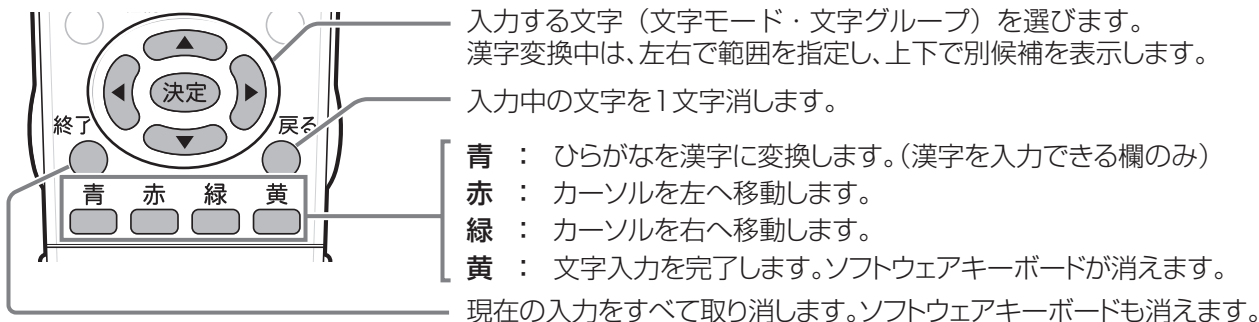 入力する文字（文字モード・文字グループ）を選びます。
漢字変換中は、左右で範囲を指定し、上下で別候補を表示します。
決定
入力中の文字を1文字消します。
終了
戻る
青 ： ひらがなを漢字に変換します。（漢字を入力できる欄のみ）
青 赤 緑 黄
赤 ： カーソルを左へ移動します。
緑 ： カーソルを右へ移動します。
黄 ： 文字入力を完了します。ソフトウェアキーボードが消えます。
現在の入力をすべて取り消します。ソフトウェアキーボードも消えます。